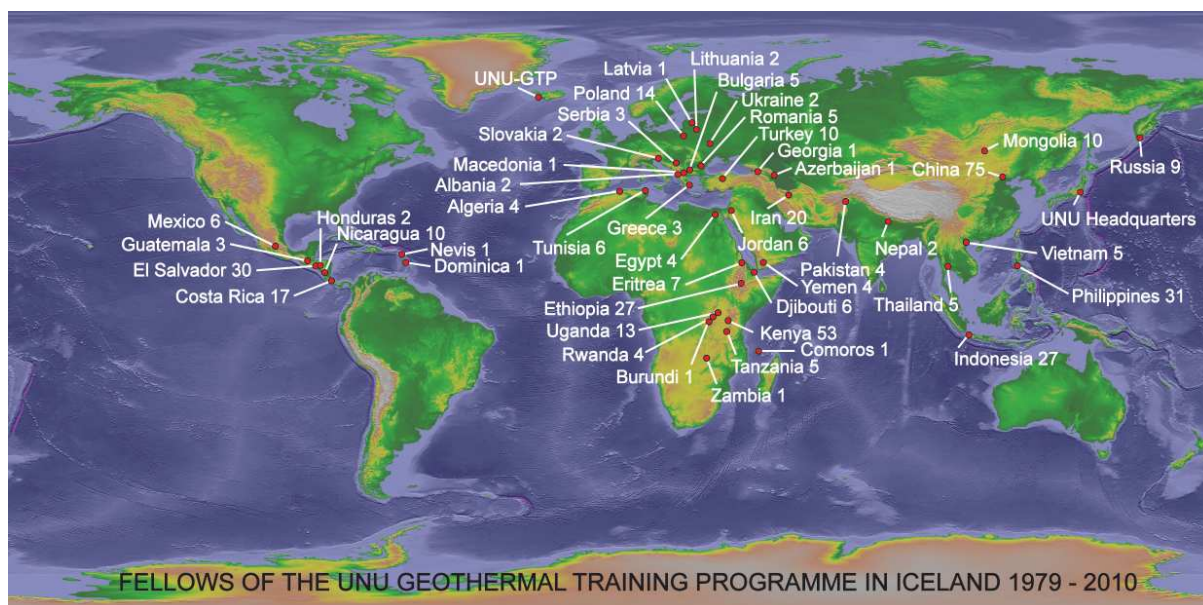 Lithuania 2
Latvia 1
Bulgaria 5
UNU-GTP
Poland 14
Ukraine 2
Serbia 3
Romania 5
Slovakia 2
Turkey 10
Georgia 1
Mongolia 10
Macedonia 1
Azerbaijan 1
China 75
Russia 9
Albania 2
Algeria 4
Mexico 6
Honduras 2
Iran 20
UNU Headquarters
Guatemala 3
Nicaragua 10
Nevis 1
Tunisia 6
Greece 3
Jordan 6
Nepal 2
Vietnam 5
El Salvador 30
Dominica 1
Egypt 4
Pakistan 4
Costa Rica 17
Eritrea 7
Yemen 4
Philippines 31
Ethiopia 27
Djibouti 6
Thailand 5
Uganda 13
Kenya 53
Rwanda 4
Comoros 1
Indonesia 27
Burundi 1
Tanzania 5
Zambia 1
FELLOWS OF THE UNU GEOTHERMAL TRAINING PROGRAMME IN ICELAND 1979 - 2010